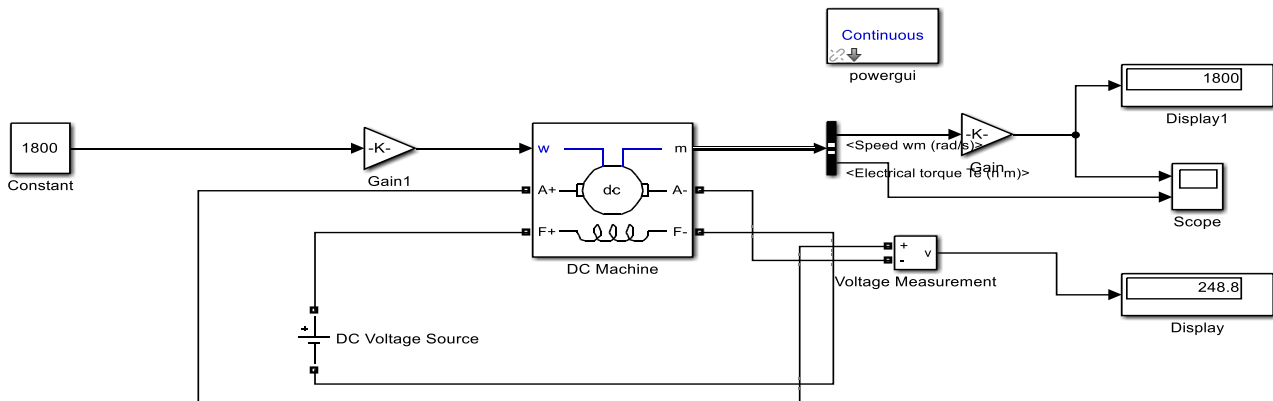 Continuous
powergui
1800
Display1
1800
Constant
-K-
Gain1
w
m
A+
dc
A-
F+
F-
DC Machine
-K-
Gain
<Speed wm (rad/s)>
<Electrical torque Te (n m)>
Scope
+
-
v
Voltage Measurement
248.8
Display
+
DC Voltage Source